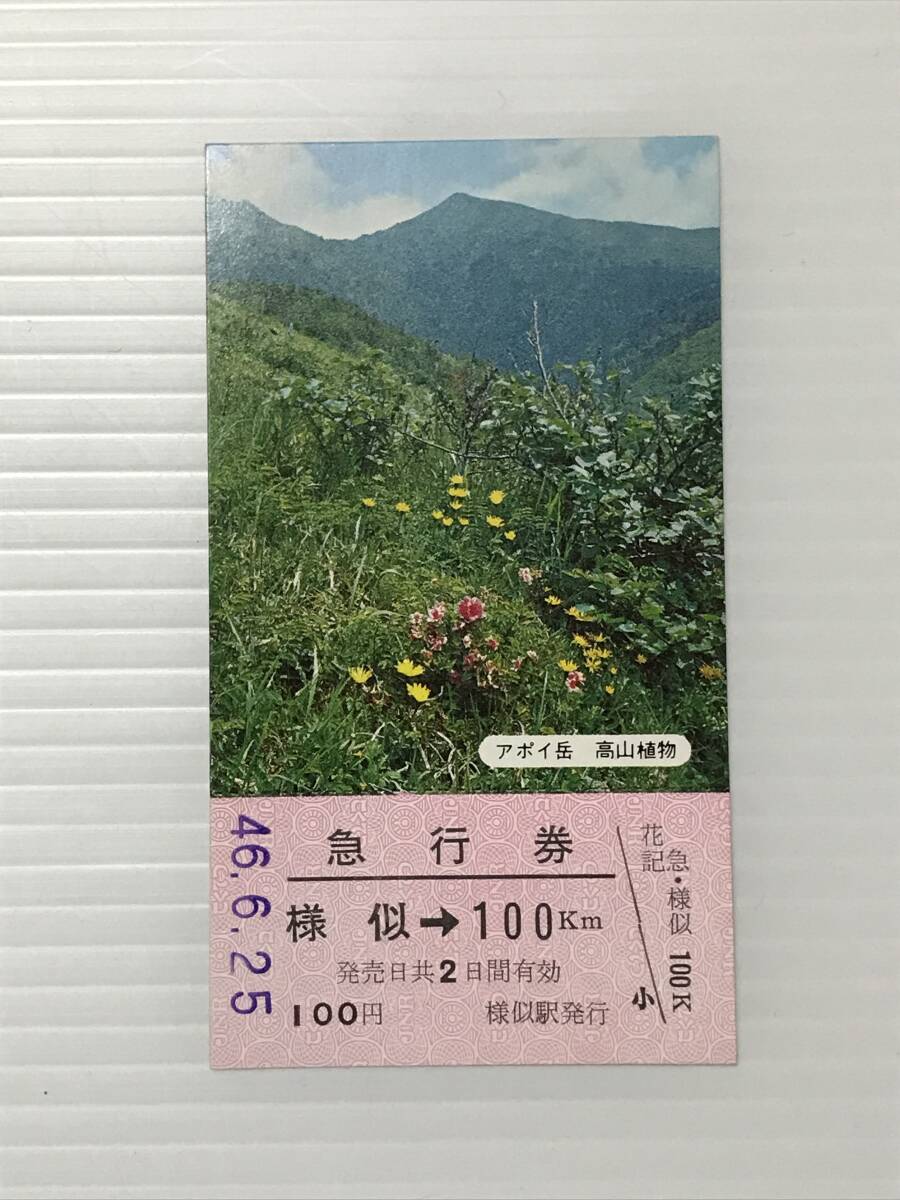 アポイ岳 高山植物
46.6.25
急行券
様似→100Km
発売日共2日間有効
100円 様似駅発行
花記
急・様似 100K
小